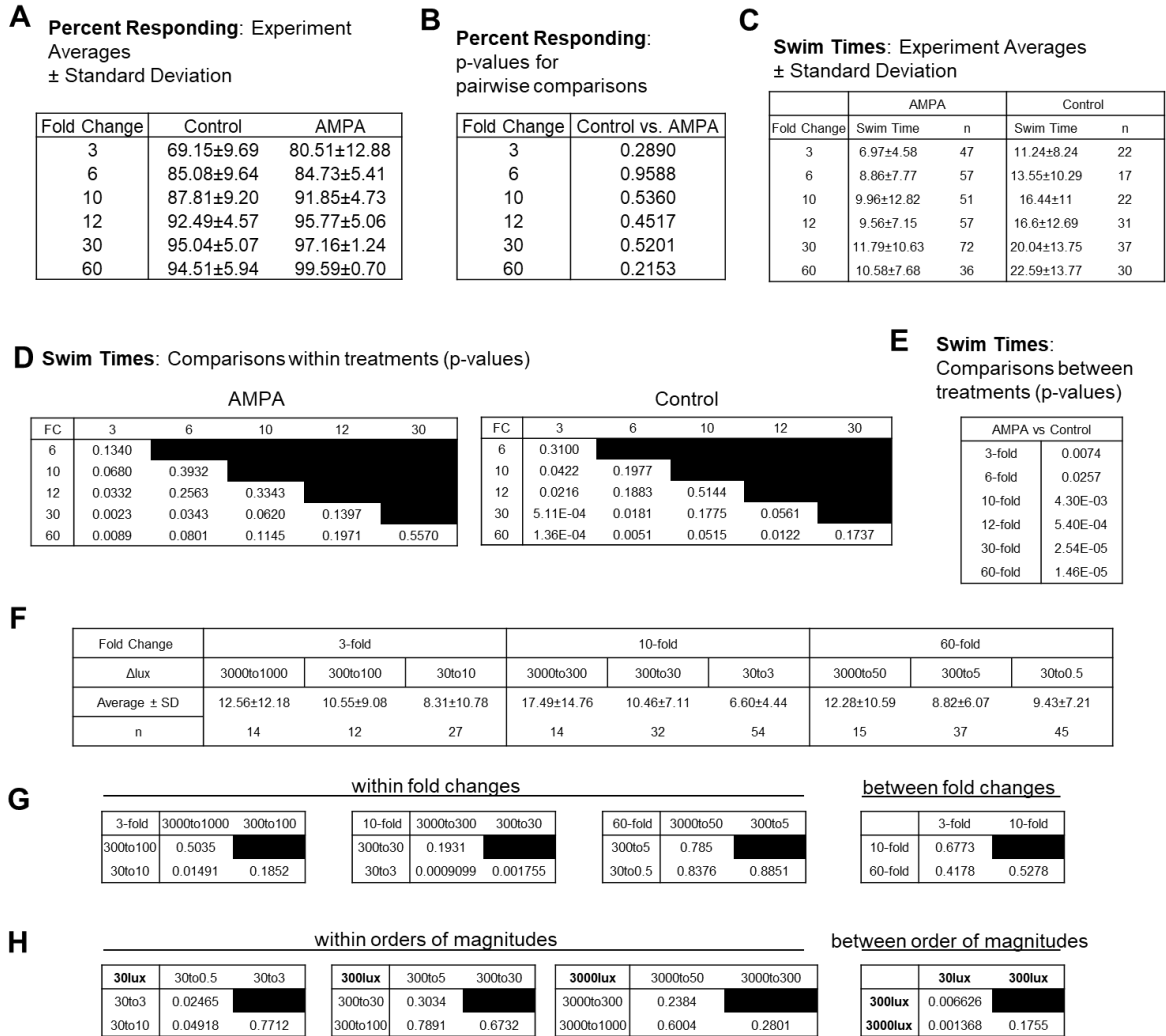 A
Percent Responding: Experiment
Averages
± Standard Deviation
Fold Change Control AMPA
3 69.15±9.69 80.51±12.88
6 85.08±9.64 84.73±5.41
10 87.81±9.20 91.85±4.73
12 92.49±4.57 95.77±5.06
30 95.04±5.07 97.16±1.24
60 94.51±5.94 99.59±0.70
B
Percent Responding:
p-values for
pairwise comparisons
Fold Change Control vs. AMPA
3 0.2890
6 0.9588
10 0.5360
12 0.4517
30 0.5201
60 0.2153
C
Swim Times: Experiment Averages
± Standard Deviation
AMPA Control
Fold Change Swim Time n Swim Time n
3 6.97±4.58 47 11.24±8.24 22
6 8.86±7.77 57 13.55±10.29 17
10 9.96±12.82 51 16.44±11 22
12 9.56±7.15 57 16.6±12.69 31
30 11.79±10.63 72 20.04±13.75 37
60 10.58±7.68 36 22.59±13.77 30
D Swim Times: Comparisons within treatments (p-values)
AMPA
FC 3 6 10 12 30
6 0.1340
10 0.0680 0.3932
12 0.0332 0.2563 0.3343
30 0.0023 0.0343 0.0620 0.1397
60 0.0089 0.0801 0.1145 0.1971 0.5570
Control
FC 3 6 10 12 30
6 0.3100
10 0.0422 0.1977
12 0.0216 0.1883 0.5144
30 5.11E-04 0.0181 0.1775 0.0561
60 1.36E-04 0.0051 0.0515 0.0122 0.1737
E
Swim Times:
Comparisons between
treatments (p-values)
AMPA vs Control
3-fold 0.0074
6-fold 0.0257
10-fold 4.30E-03
12-fold 5.40E-04
30-fold 2.54E-05
60-fold 1.46E-05
F
Fold Change 3-fold 10-fold 60-fold
Δlux 3000to1000 300to100 30to10 3000to300 300to30 30to3 3000to50 300to5 30to0.5
Average ± SD 12.56±12.18 10.55±9.08 8.31±10.78 17.49±14.76 10.46±7.11 6.60±4.44 12.28±10.59 8.82±6.07 9.43±7.21
n 14 12 27 14 32 54 15 37 45
G
within fold changes
3-fold 3000to1000 300to100
300to100 0.5035
30to10 0.01491 0.1852
10-fold 3000to300 300to30
300to30 0.1931
30to3 0.0009099 0.001755
60-fold 3000to50 300to5
300to5 0.785
30to0.5 0.8376 0.8851
between fold changes
3-fold 10-fold
10-fold 0.6773
60-fold 0.4178 0.5278
H
within orders of magnitudes
30lux 30to0.5 30to3
30to3 0.02465
30to10 0.04918 0.7712
300lux 300to5 300to30
300to30 0.3034
300to100 0.7891 0.6732
3000lux 3000to50 3000to300
3000to300 0.2384
3000to1000 0.6004 0.2801
between order of magnitudes
30lux 300lux
300lux 0.006626
3000lux 0.001368 0.1755